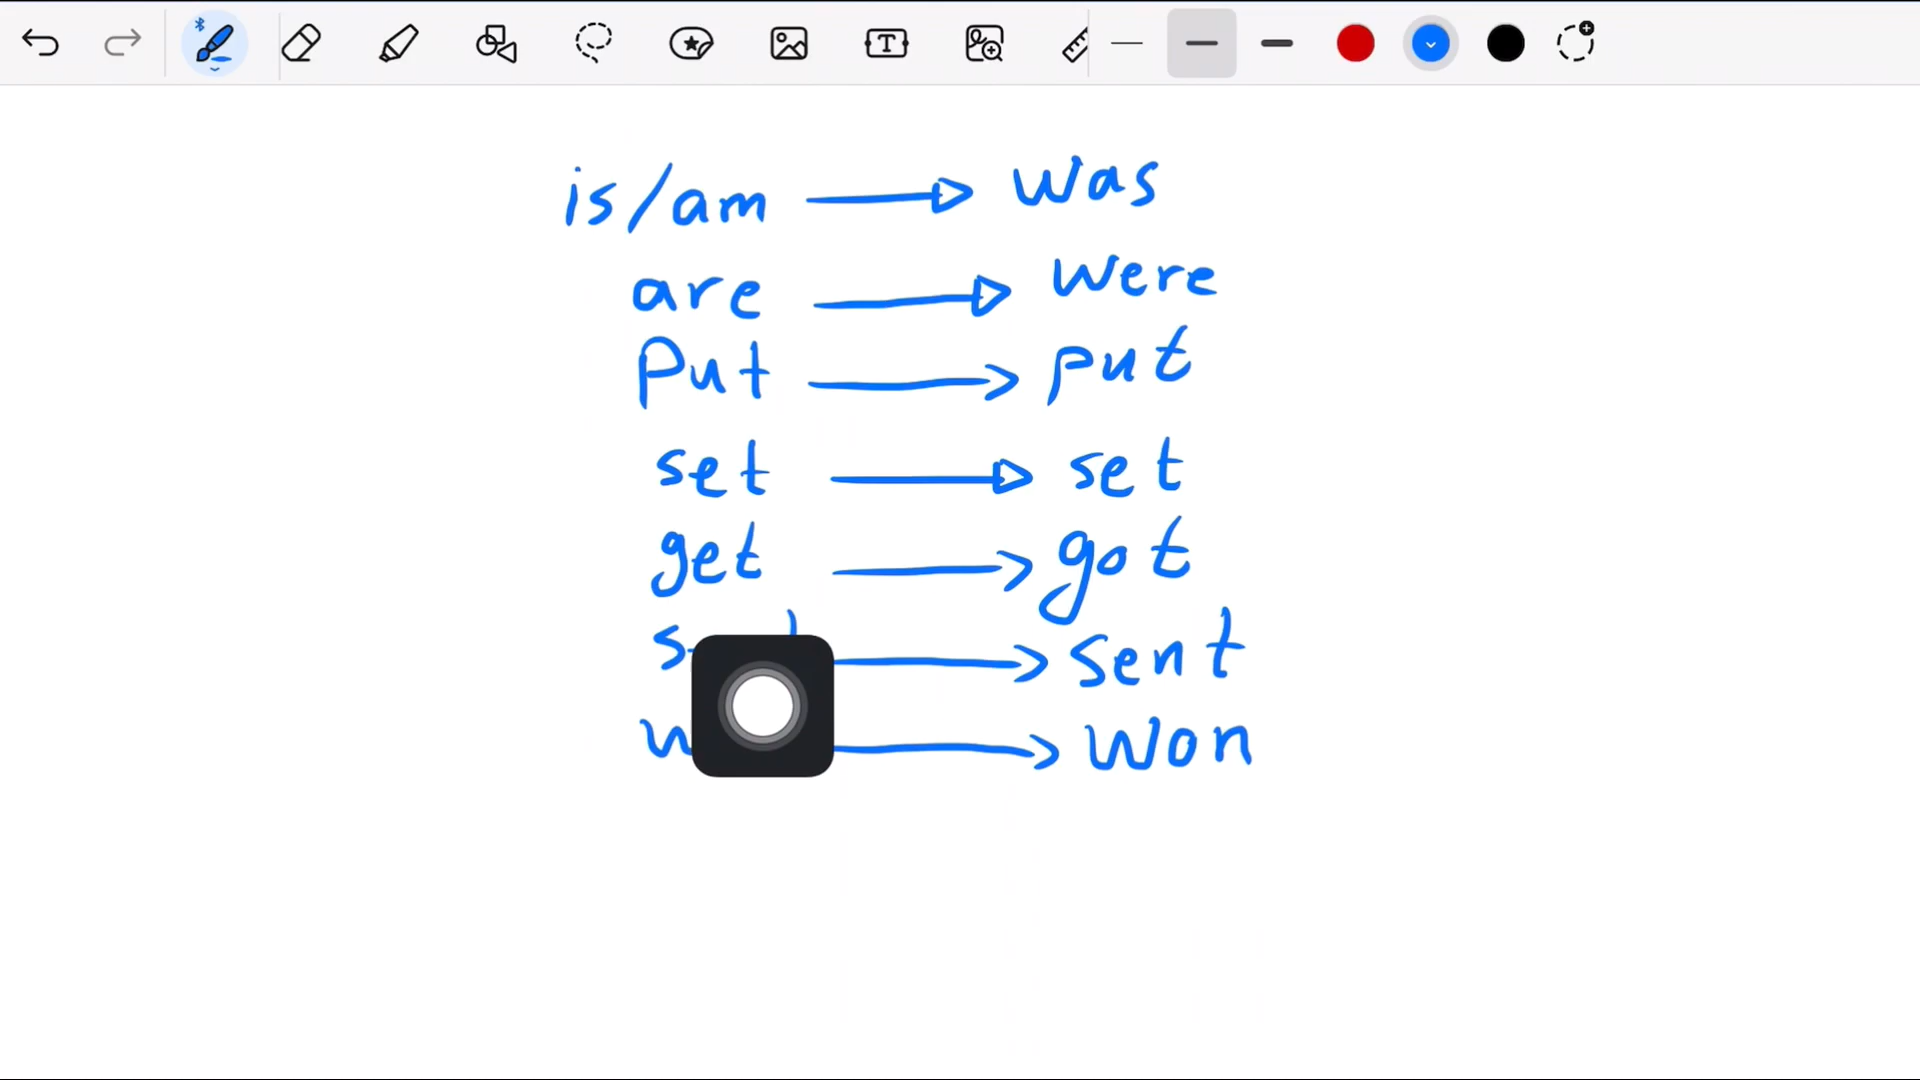 is/am → was
are → were
Put → put
set → set
get → got
→ sent
→ won